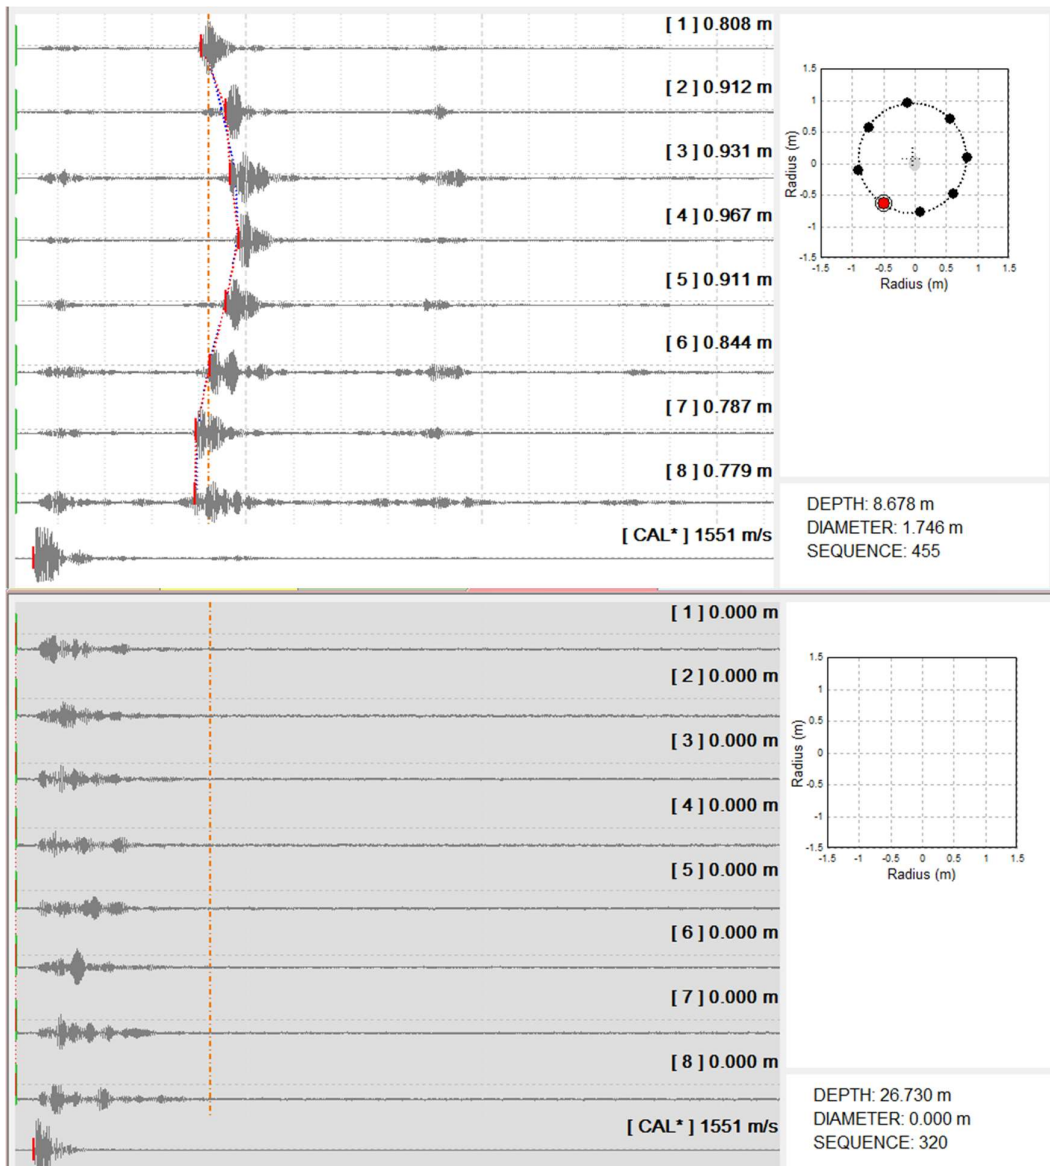 [ 1 ] 0.808 m
[ 2 ] 0.912 m
[ 3 ] 0.931 m
[ 4 ] 0.967 m
[ 5 ] 0.911 m
[ 6 ] 0.844 m
[ 7 ] 0.787 m
[ 8 ] 0.779 m
[ CAL* ] 1551 m/s
1.5
1
0.5
0
-0.5
-1
-1.5
Radius (m)
-1.5 -1 -0.5 0 0.5 1 1.5
Radius (m)
DEPTH: 8.678 m
DIAMETER: 1.746 m
SEQUENCE: 455
[ 1 ] 0.000 m
[ 2 ] 0.000 m
[ 3 ] 0.000 m
[ 4 ] 0.000 m
[ 5 ] 0.000 m
[ 6 ] 0.000 m
[ 7 ] 0.000 m
[ 8 ] 0.000 m
[ CAL* ] 1551 m/s
1.5
1
0.5
0
-0.5
-1
-1.5
Radius (m)
-1.5 -1 -0.5 0 0.5 1 1.5
Radius (m)
DEPTH: 26.730 m
DIAMETER: 0.000 m
SEQUENCE: 320